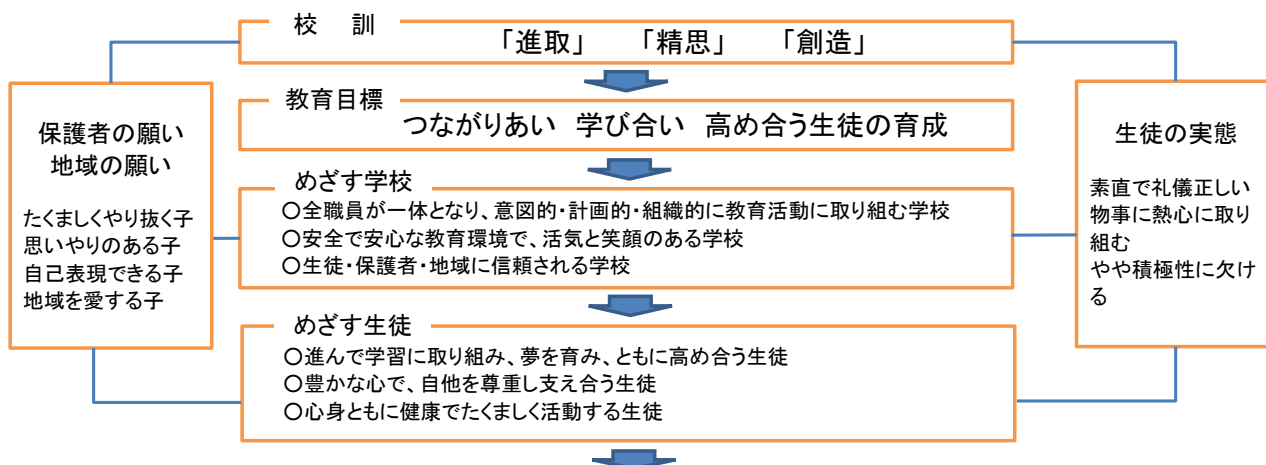 校　訓
「進取」　「精思」　「創造」
教育目標
つながりあい　学び合い　高め合う生徒の育成
保護者の願い
地域の願い
たくましくやり抜く子
思いやりのある子
自己表現できる子
地域を愛する子
めざす学校
○全職員が一体となり、意図的・計画的・組織的に教育活動に取り組む学校
○安全で安心な教育環境で、活気と笑顔のある学校
○生徒・保護者・地域に信頼される学校
生徒の実態
素直で礼儀正しい
物事に熱心に取り
組む
やや積極性に欠け
る
めざす生徒
○進んで学習に取り組み、夢を育み、ともに高め合う生徒
○豊かな心で、自他を尊重し支え合う生徒
○心身ともに健康でたくましく活動する生徒